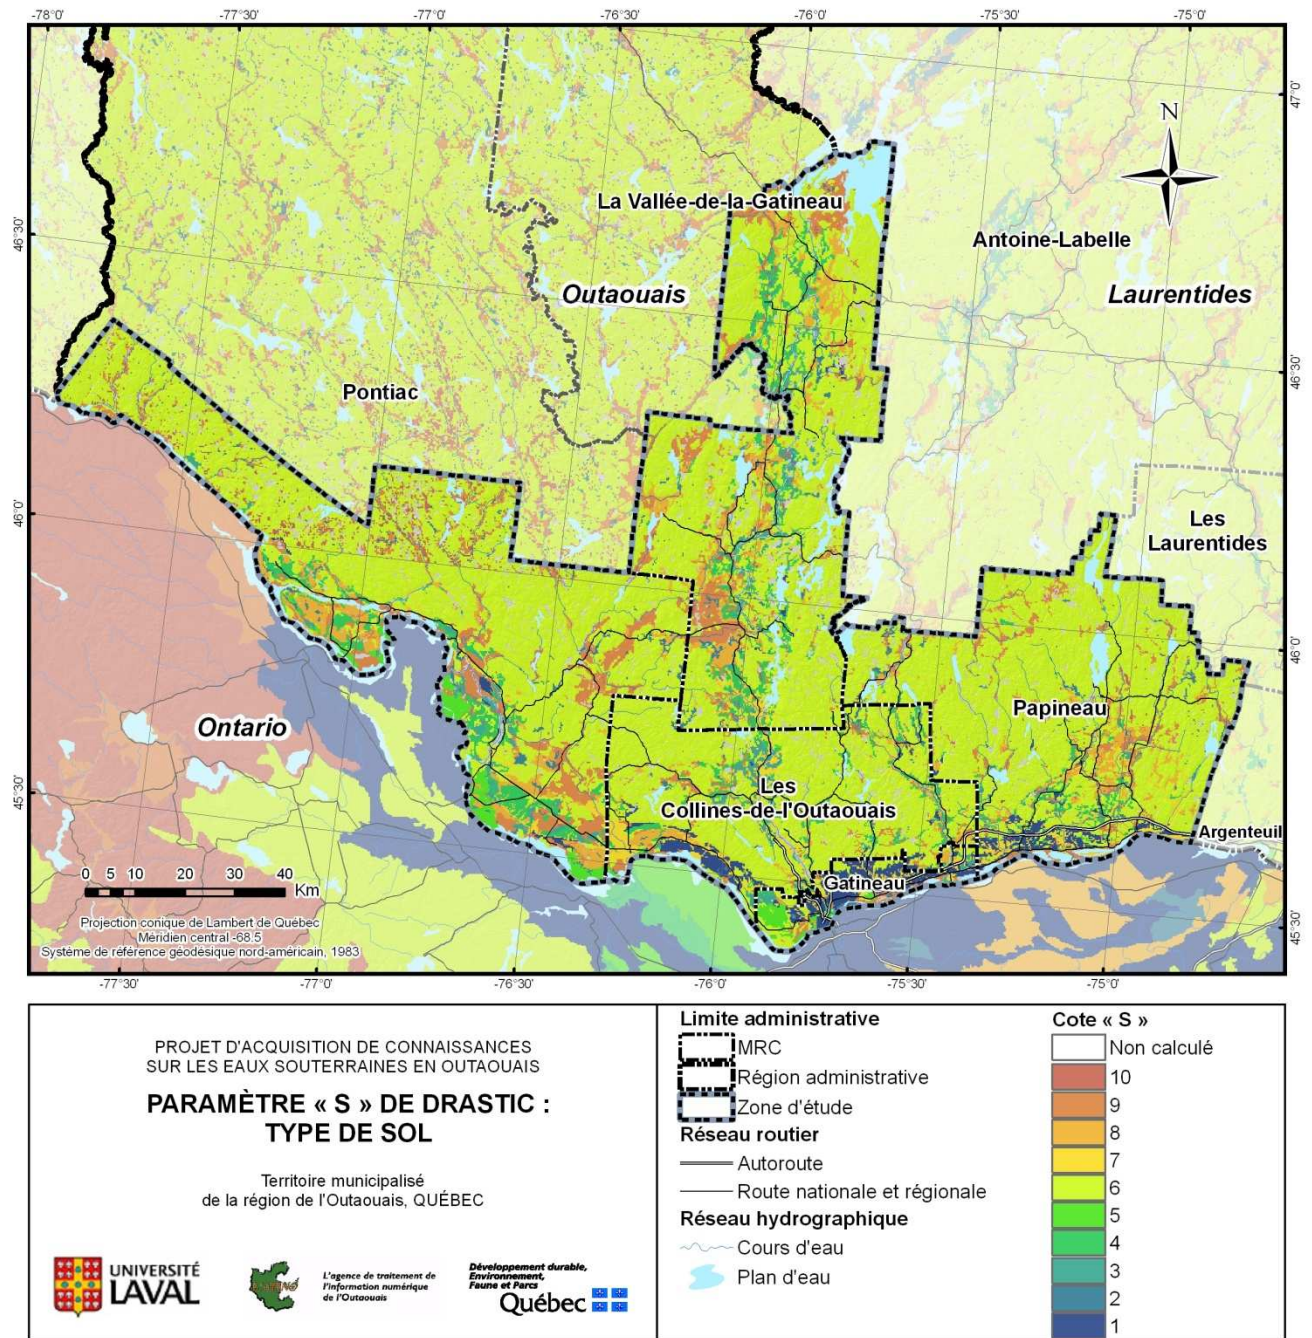 -78°0'
-77°30'
-77°0'
-76°30'
-76°0'
-75°30'
-75°0'
47°0'
N
La Vallée-de-la-Gatineau
46°30'
Antoine-Labelle
Outaouais
Laurentides
46°30'
Pontiac
46°0'
Les
Laurentides
46°0'
Papineau
Ontario
45°30'
Les
Collines-de-l'Outaouais
Argenteuil
Gatineau
0 5 10 20 30 40
Km
Projection conique de Lambert de Québec
Méridien central -68.5
Système de référence géodésique nord-américain, 1983
45°30'
-77°30'
-77°0'
-76°30'
-76°0'
-75°30'
-75°0'
PROJET D'ACQUISITION DE CONNAISSANCES
SUR LES EAUX SOUTERRAINES EN OUTAOUAIS
PARAMÈTRE « S » DE DRASTIC :
TYPE DE SOL
Territoire municipalisé
de la région de l'Outaouais, QUÉBEC
UNIVERSITÉ
LAVAL
L'agence de traitement de
l'information numérique
de l'Outaouais
Développement durable,
Environnement,
Faune et Parcs
Québec
Limite administrative
MRC
Région administrative
Zone d'étude
Réseau routier
Autoroute
Route nationale et régionale
Réseau hydrographique
Cours d'eau
Plan d'eau
Cote « S »
Non calculé
10
9
8
7
6
5
4
3
2
1